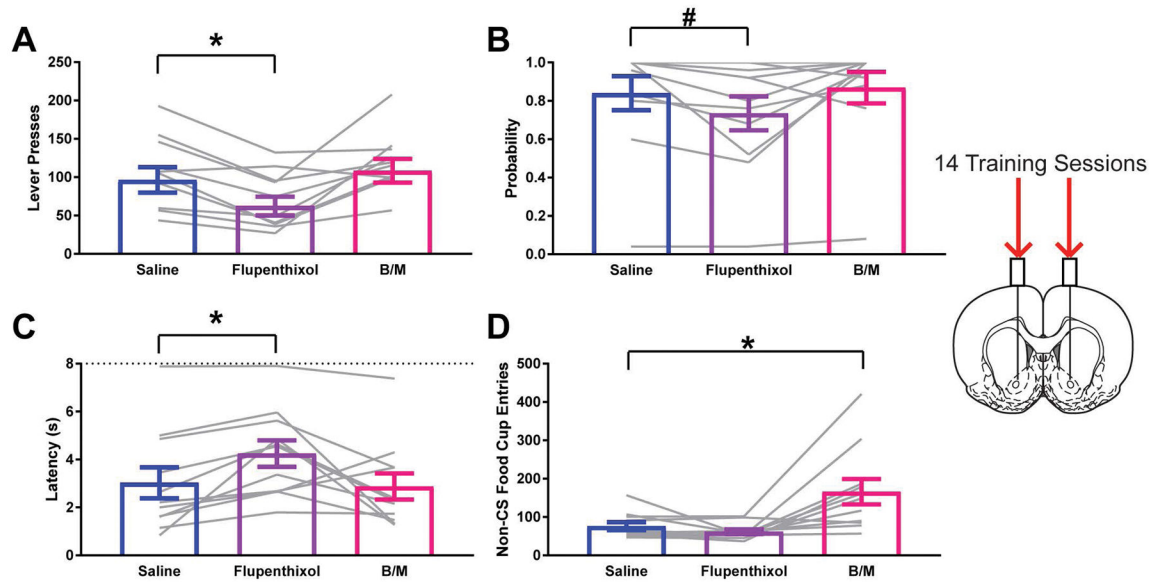 A
*
Lever Presses
250
200
150
100
50
0
Saline Flupenthixol B/M
B
#
Probability
1.0
0.8
0.6
0.4
0.2
0.0
Saline Flupenthixol B/M
14 Training Sessions
C
*
Latency (s)
8
6
4
2
0
Saline Flupenthixol B/M
D
*
Non-CS Food Cup Entries
500
400
300
200
100
0
Saline Flupenthixol B/M